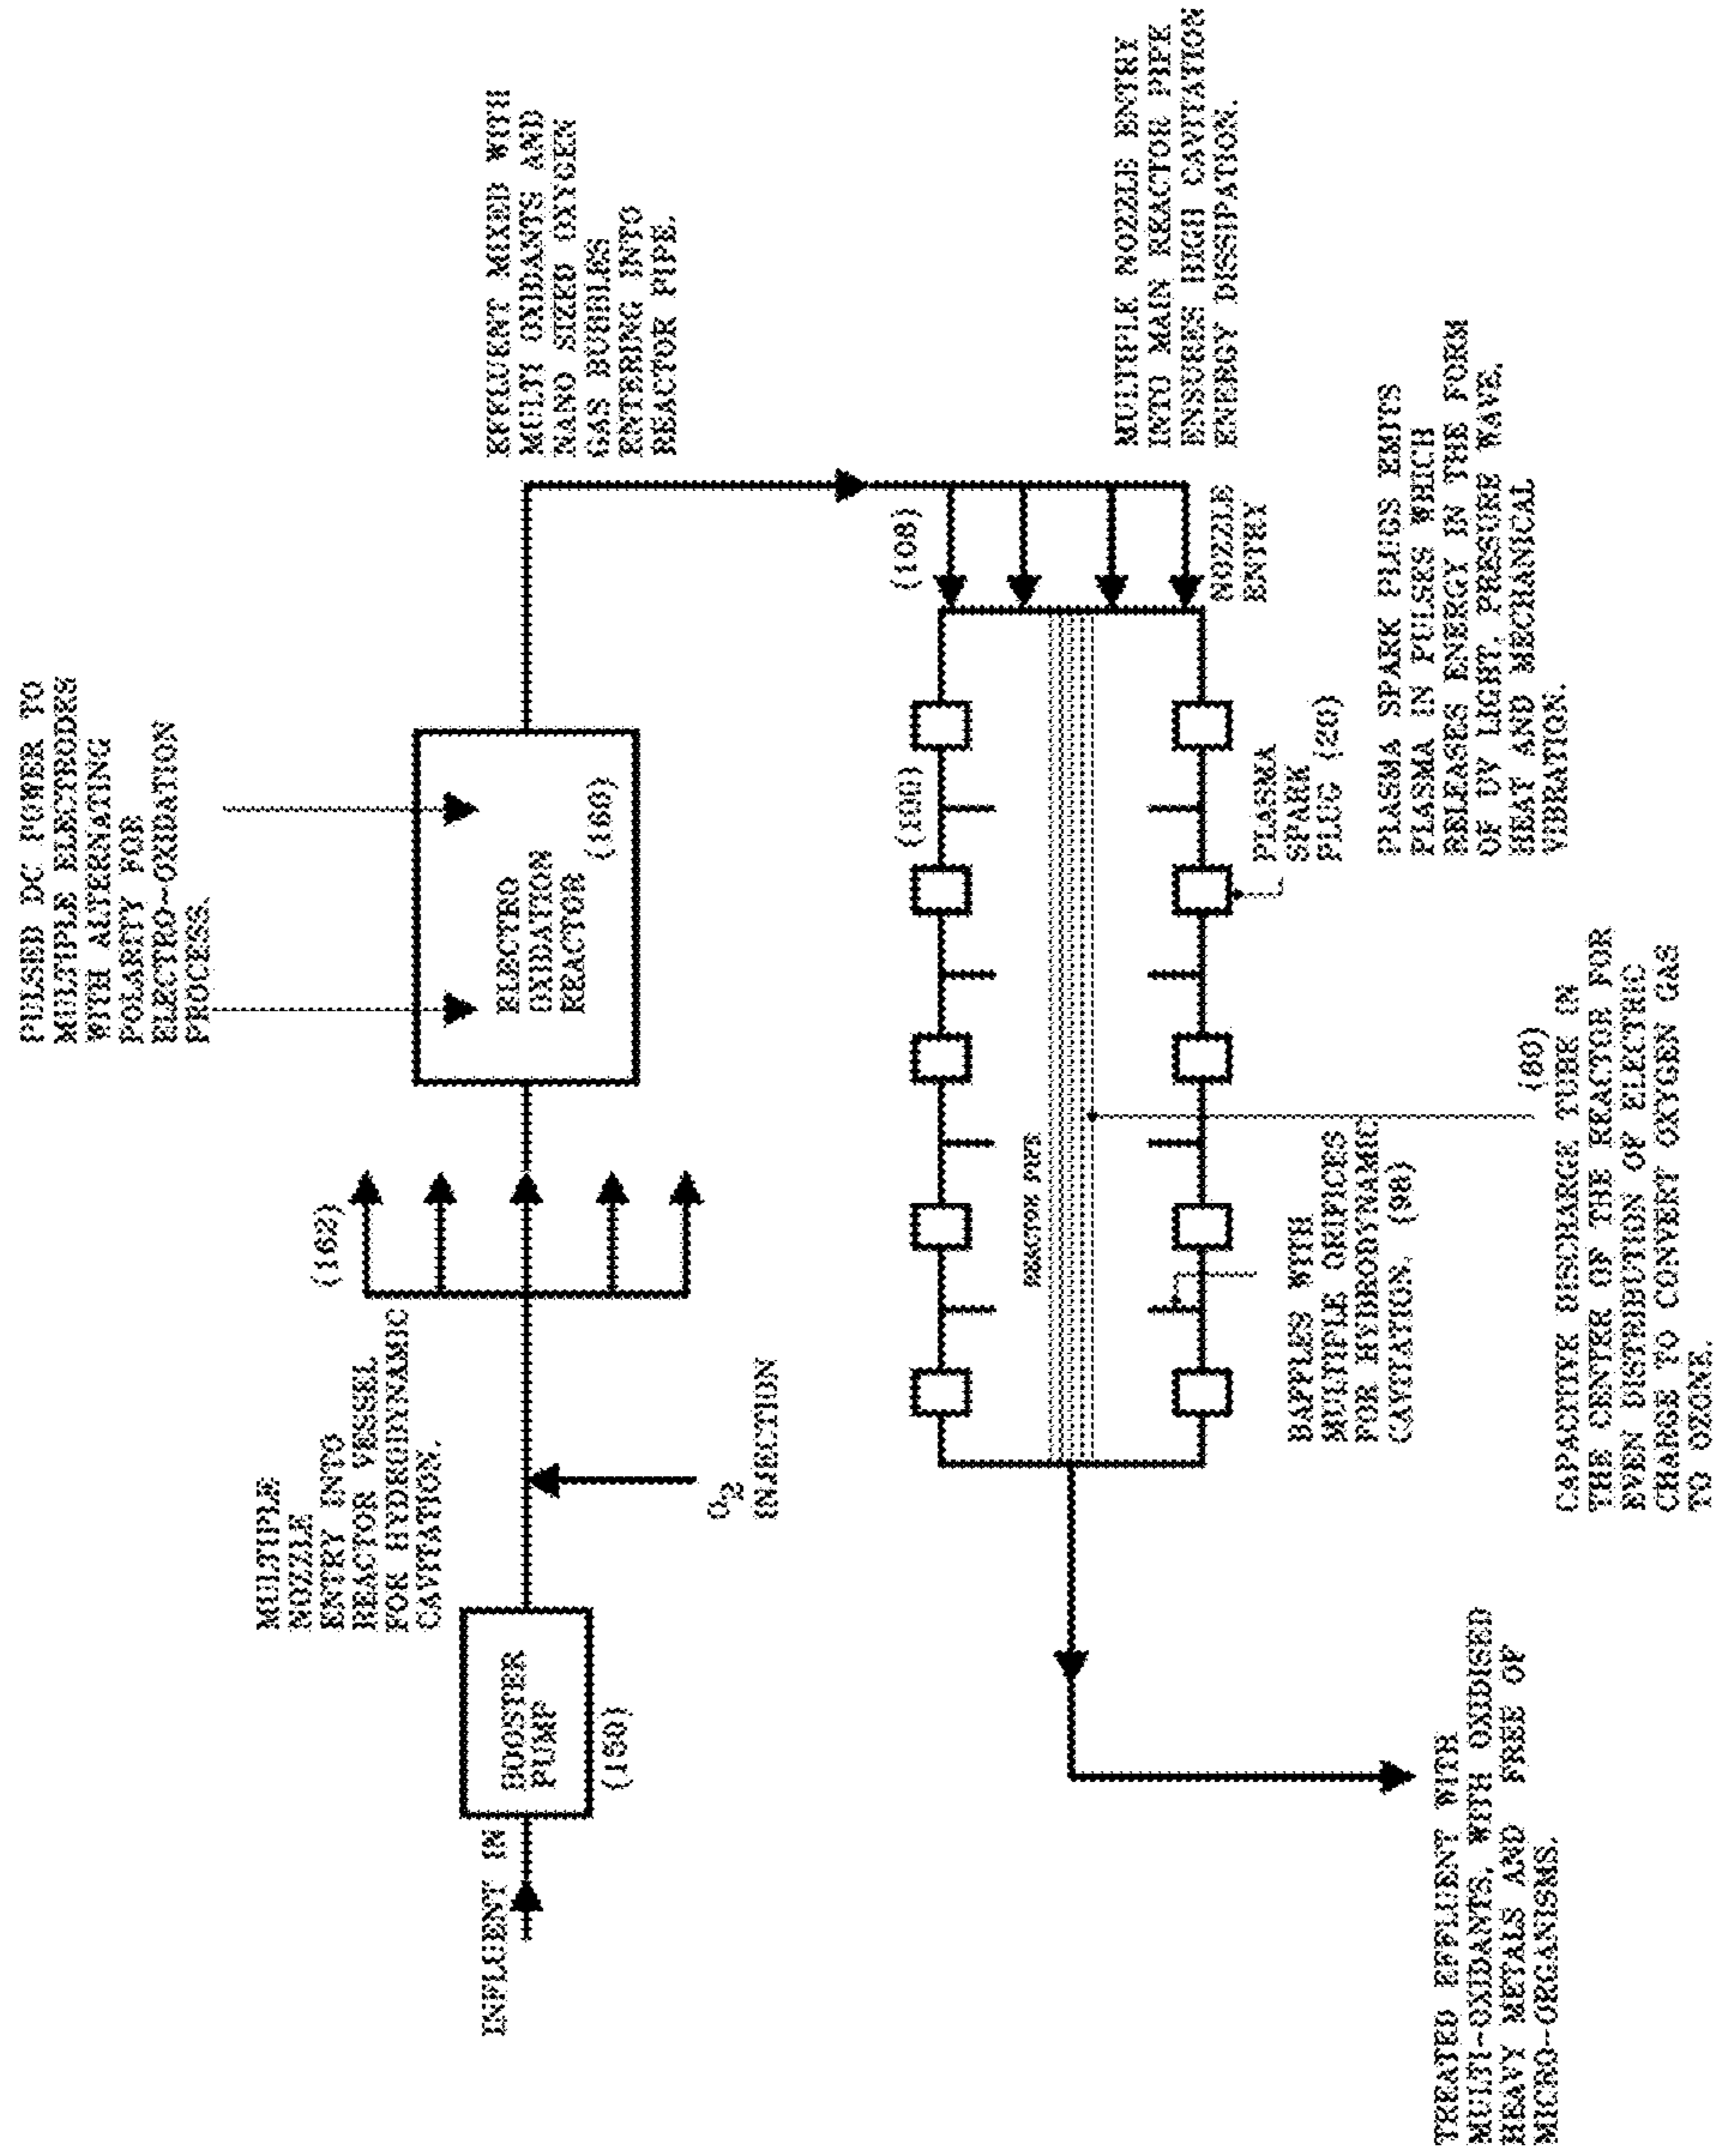 PULSED DC POWER TO
MULTIPLE ELECTRODES
WITH ALTERNATING
POLARITY FOR
ELECTRO-OXIDATION
PROCESS.
MULTIPLE
NOZZLE
ENTRY INTO
REACTOR VESSEL
FOR HYDRODYNAMIC
CAVITATION.
(162)
INFLUENT IN
BOOSTER
PUMP
(150)
O2
INJECTION
ELECTRO
OXIDATION
REACTOR
(160)
EFFLUENT MIXED WITH
MULTI OXIDANTS AND
NANO SIZED OXYGEN
GAS BUBBLES
ENTERING INTO
REACTOR PIPE.
(100)
(108)
REACTOR PIPE
NOZZLE
ENTRY
MULTIPLE NOZZLE ENTRY
INTO MAIN REACTOR PIPE
ENSURES HIGH CAVITATION
ENERGY DISSIPATION.
BAFFLES WITH
MULTIPLE ORIFICES
FOR HYDRODYNAMIC
CAVITATION. (98)
PLASMA
SPARK
PLUG (20)
PLASMA SPARK PLUGS EMITS
PLASMA IN PULSES WHICH
RELEASES ENERGY IN THE FORM
OF UV LIGHT, PRESSURE WAVE,
HEAT AND MECHANICAL
VIBRATION.
(80)
CAPACITIVE DISCHARGE TUBE IN
THE CENTER OF THE REACTOR FOR
EVEN DISTRIBUTION OF ELECTRIC
CHARGE TO CONVERT OXYGEN GAS
TO OZONE.
TREATED EFFLUENT WITH
MULTI-OXIDANTS, WITH OXIDISED
HEAVY METALS AND FREE OF
MICRO-ORGANISMS.